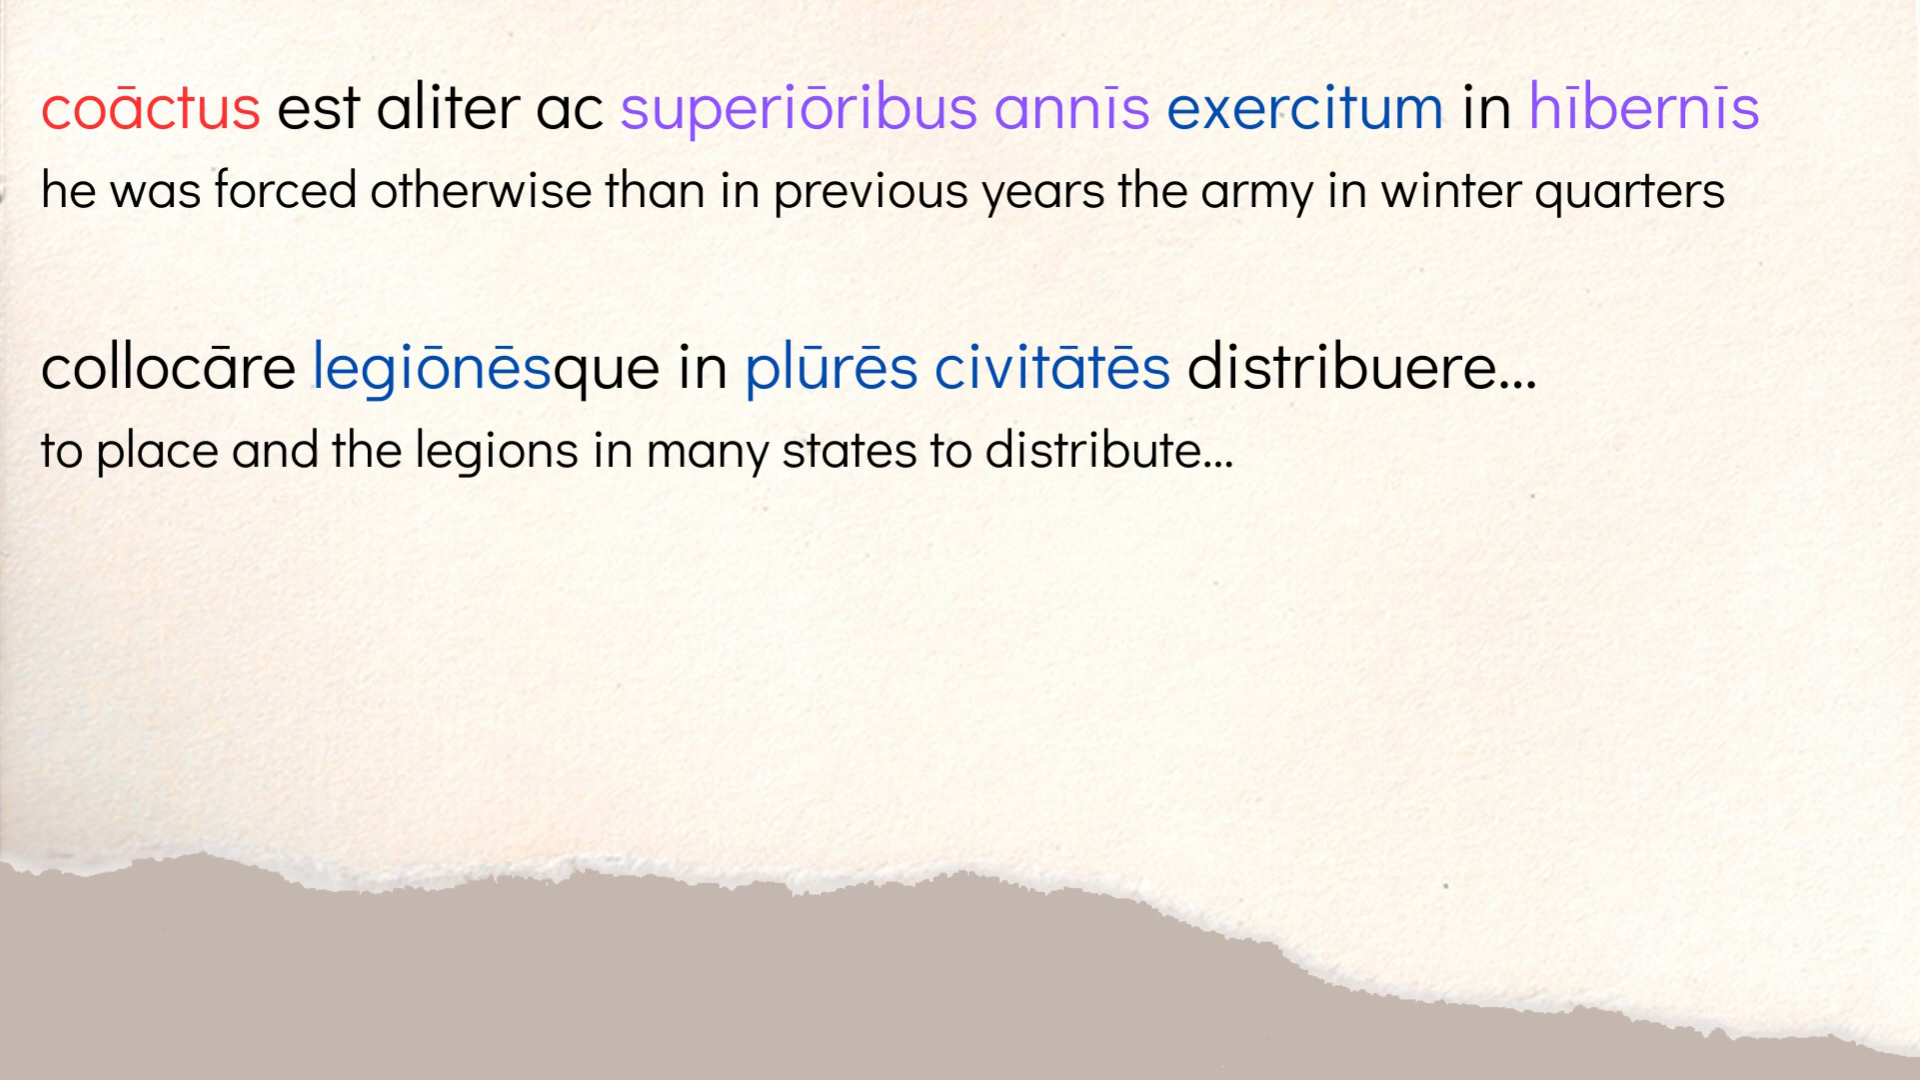 coāctus est aliter ac superiōribus annīs exercitum in hībernīs
he was forced otherwise than in previous years the army in winter quarters
collocāre legiōnēsque in plūrēs civitātēs distribuere...
to place and the legions in many states to distribute...